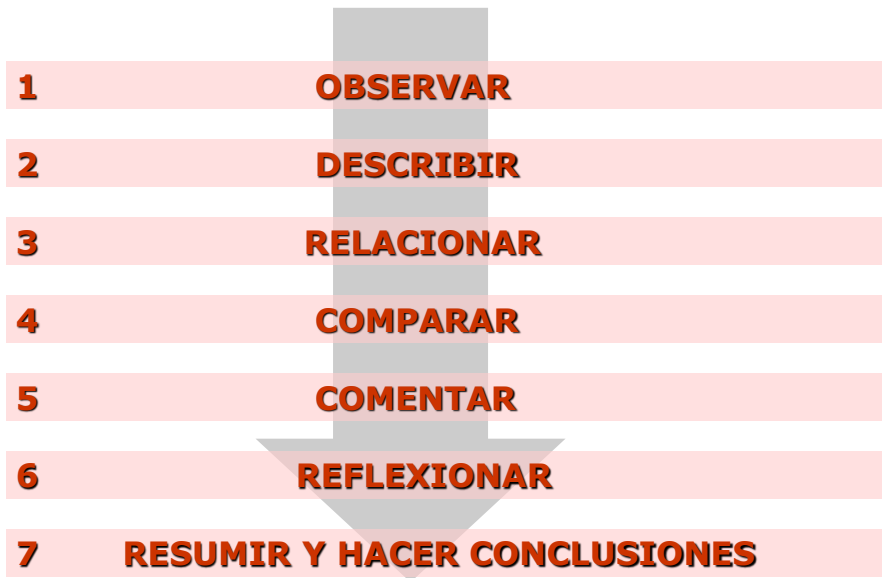 1 OBSERVAR
2 DESCRIBIR
3 RELACIONAR
4 COMPARAR
5 COMENTAR
6 REFLEXIONAR
7 RESUMIR Y HACER CONCLUSIONES